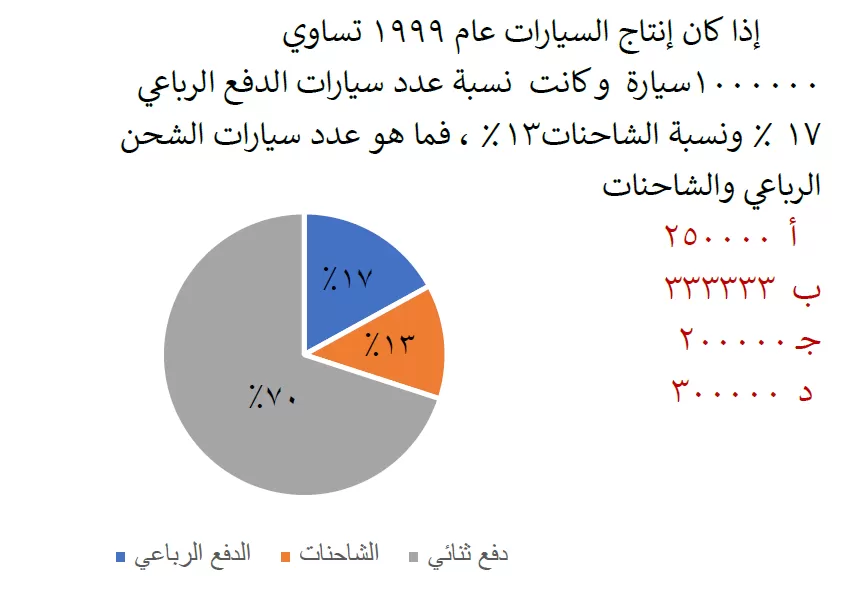 إذا كان إنتاج السيارات عام ١٩٩٩ تساوي
١٠٠٠٠٠٠سيارة وكانت نسبة عدد سيارات الدفع الرباعي
١٧ ٪ ونسبة الشاحنات١٣٪ ، فما هو عدد سيارات الشحن
الرباعي والشاحنات
أ ٢٥٠٠٠٠
ب ٣٣٣٣٣٣
جـ ٢٠٠٠٠٠
د ٣٠٠٠٠٠
١٧٪
١٣٪
٧٠٪
دفع ثنائي الشاحنات الدفع الرباعي